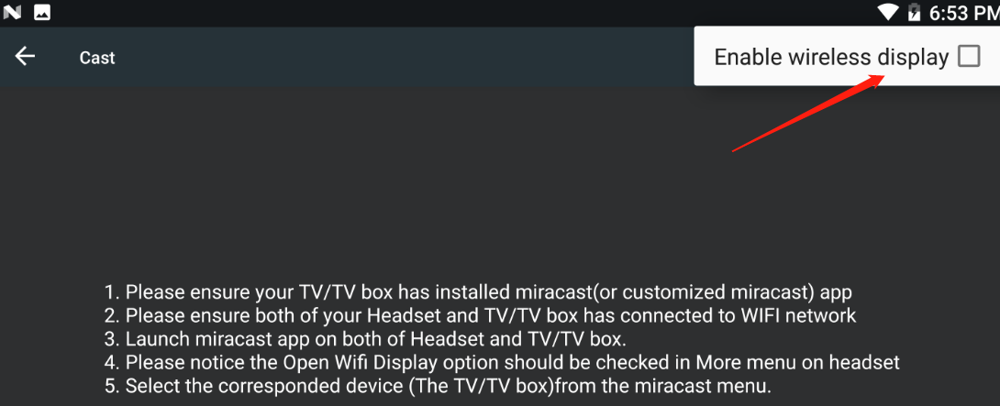 6:53 PM
Cast
Enable wireless display
1. Please ensure your TV/TV box has installed miracast(or customized miracast) app
2. Please ensure both of your Headset and TV/TV box has connected to WIFI network
3. Launch miracast app on both of Headset and TV/TV box.
4. Please notice the Open Wifi Display option should be checked in More menu on headset
5. Select the corresponded device (The TV/TV box)from the miracast menu.